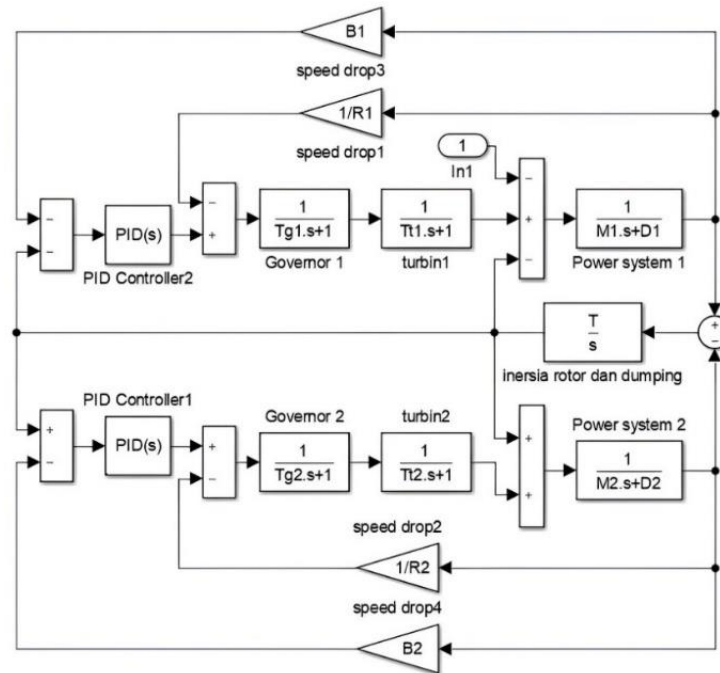 B1
speed drop3
1/R1
speed drop1
1
In1
−
−
−
+
−
+
−
PID(s)
1
Tg1.s+1
1
Tt1.s+1
1
M1.s+D1
PID Controller2
Governor 1
turbin1
Power system 1
T
s
+
−
inersia rotor dan dumping
PID Controller1
Governor 2
turbin2
Power system 2
+
−
PID(s)
+
−
1
Tg2.s+1
1
Tt2.s+1
+
+
1
M2.s+D2
speed drop2
1/R2
speed drop4
B2